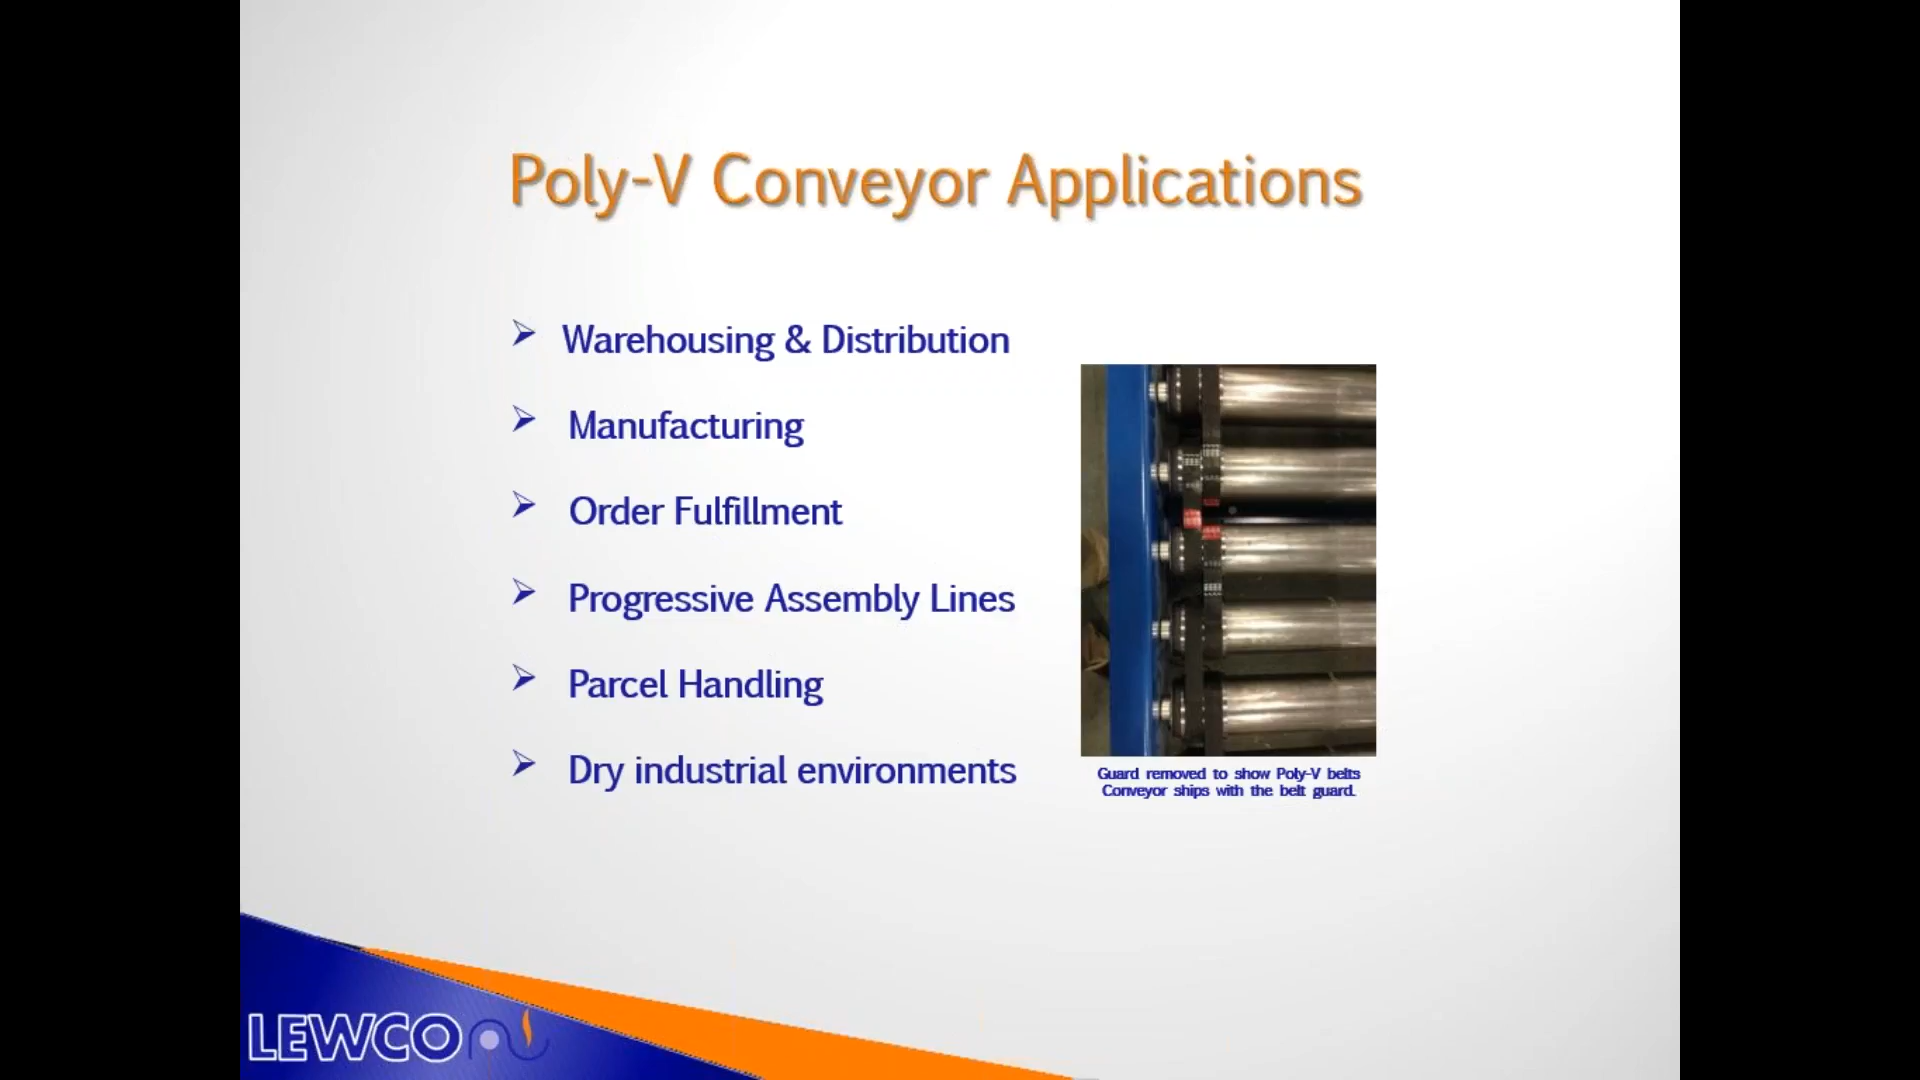 Poly-V Conveyor Applications
Warehousing & Distribution
Manufacturing
Order Fulfillment
Progressive Assembly Lines
Parcel Handling
Dry industrial environments
Guard removed to show Poly-V belts
Conveyor ships with the belt guard.
LEWCO